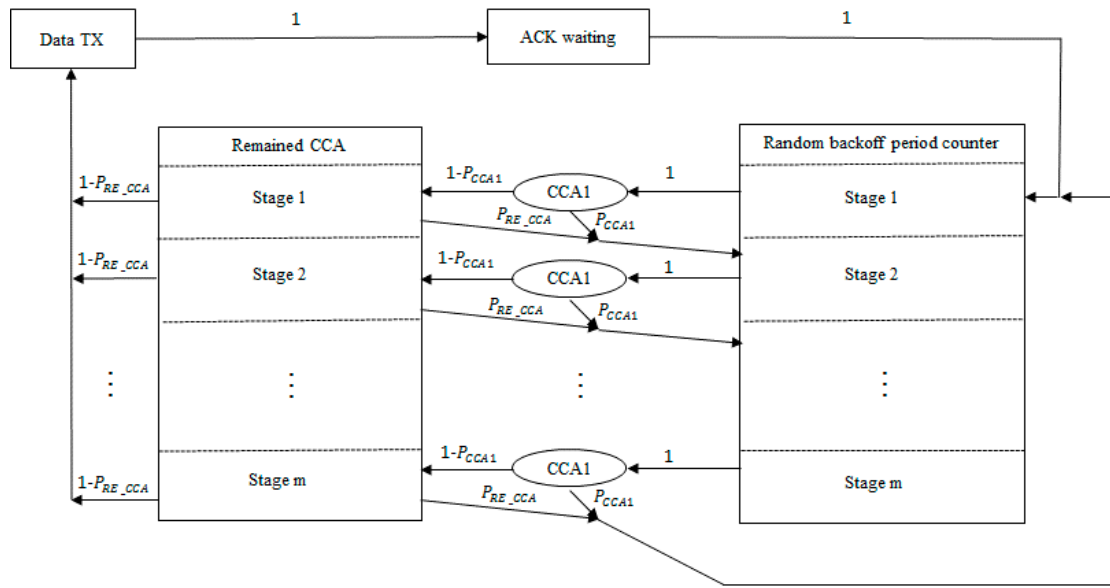 1
1
Data TX
ACK waiting
Remained CCA
Random backoff period counter
1-P_RE_CCA
Stage 1
1-P_CCA1
CCA1
1
Stage 1
P_RE_CCA
P_CCA1
1-P_RE_CCA
Stage 2
1-P_CCA1
CCA1
1
Stage 2
P_RE_CCA
P_CCA1
⋮
⋮
⋮
⋮
1-P_RE_CCA
Stage m
1-P_CCA1
CCA1
1
Stage m
P_RE_CCA
P_CCA1